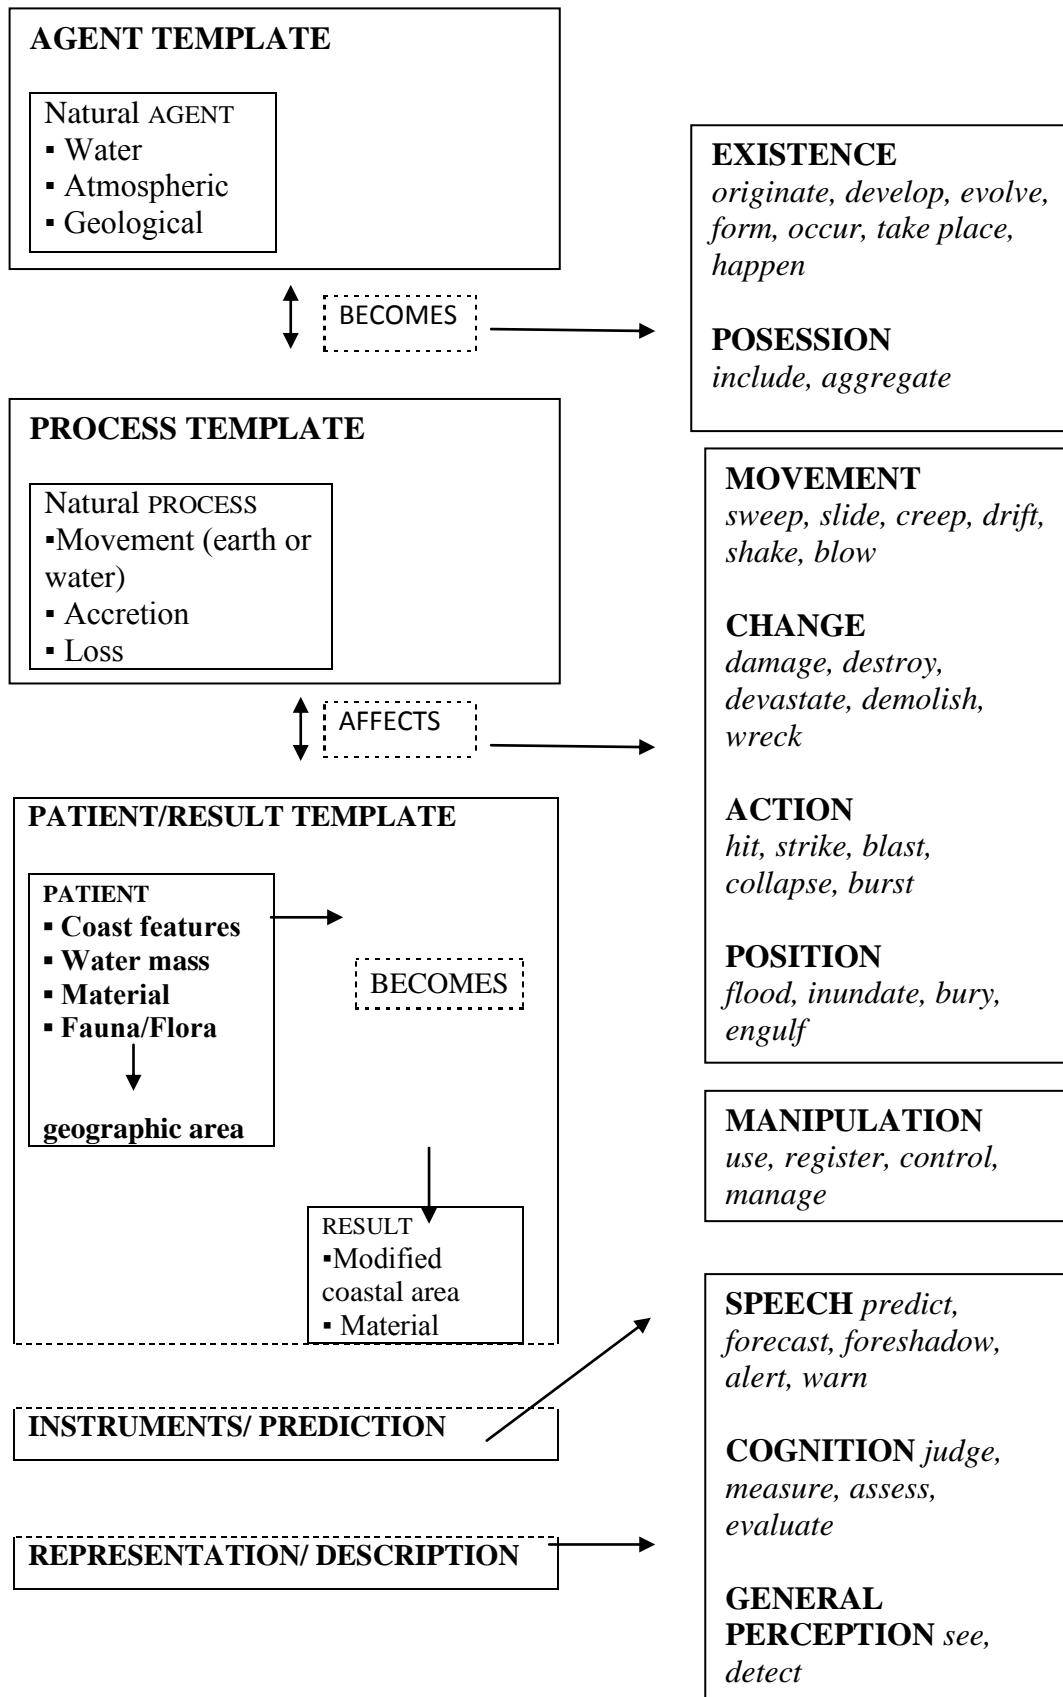 AGENT TEMPLATE
Natural AGENT
▪ Water
▪ Atmospheric
▪ Geological
BECOMES
PROCESS TEMPLATE
Natural PROCESS
▪Movement (earth or
water)
▪ Accretion
▪ Loss
AFFECTS
PATIENT/RESULT TEMPLATE
PATIENT
▪ Coast features
▪ Water mass
▪ Material
▪ Fauna/Flora
geographic area
BECOMES
RESULT
▪Modified
coastal area
▪ Material
INSTRUMENTS/ PREDICTION
REPRESENTATION/ DESCRIPTION
EXISTENCE
originate, develop, evolve,
form, occur, take place,
happen
POSESSION
include, aggregate
MOVEMENT
sweep, slide, creep, drift,
shake, blow
CHANGE
damage, destroy,
devastate, demolish,
wreck
ACTION
hit, strike, blast,
collapse, burst
POSITION
flood, inundate, bury,
engulf
MANIPULATION
use, register, control,
manage
SPEECH predict,
forecast, foreshadow,
alert, warn
COGNITION judge,
measure, assess,
evaluate
GENERAL
PERCEPTION see,
detect